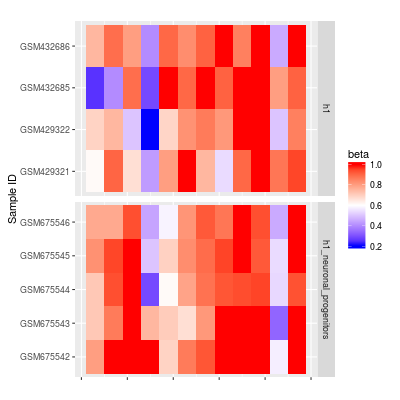 Sample ID
GSM432686
GSM432685
GSM429322
GSM429321
h1
GSM675546
GSM675545
GSM675544
GSM675543
GSM675542
h1_neuronal_progenitors
beta
1.0
0.8
0.6
0.4
0.2